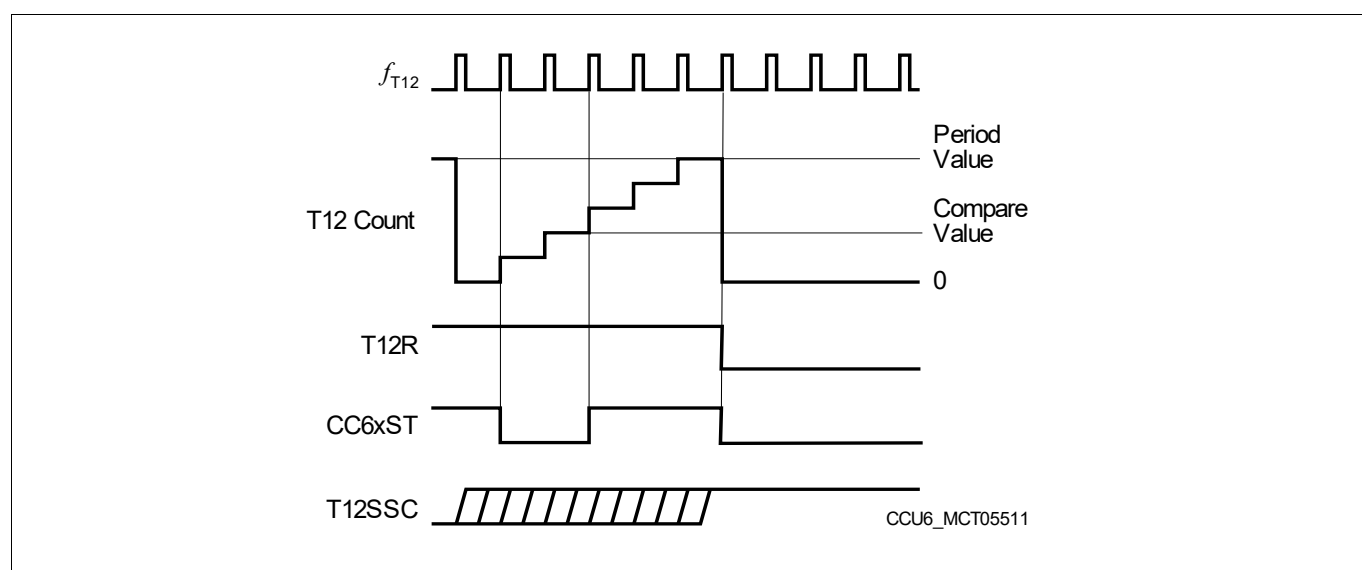 fT12
Period
Value
T12 Count
Compare
Value
0
T12R
CC6xST
T12SSC
CCU6_MCT05511